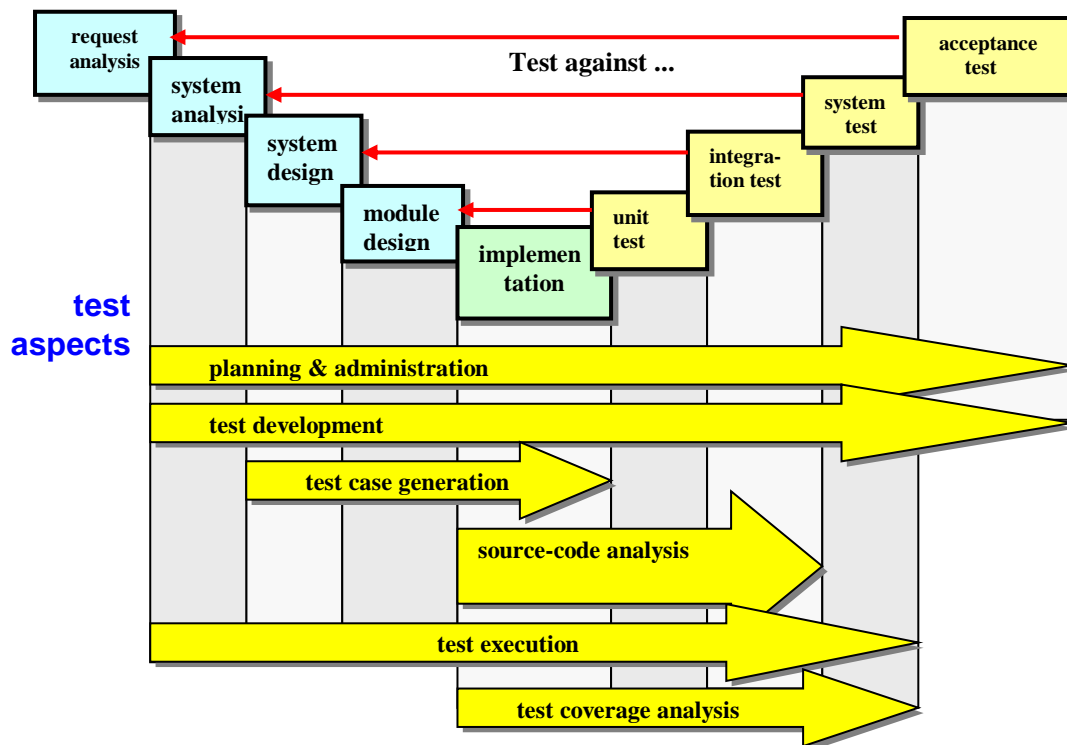 request
analysis
acceptance
test
Test against ...
system
analysi
system
test
system
design
integra-
tion test
module
design
unit
test
implemen
tation
test
aspects
planning & administration
test development
test case generation
source-code analysis
test execution
test coverage analysis